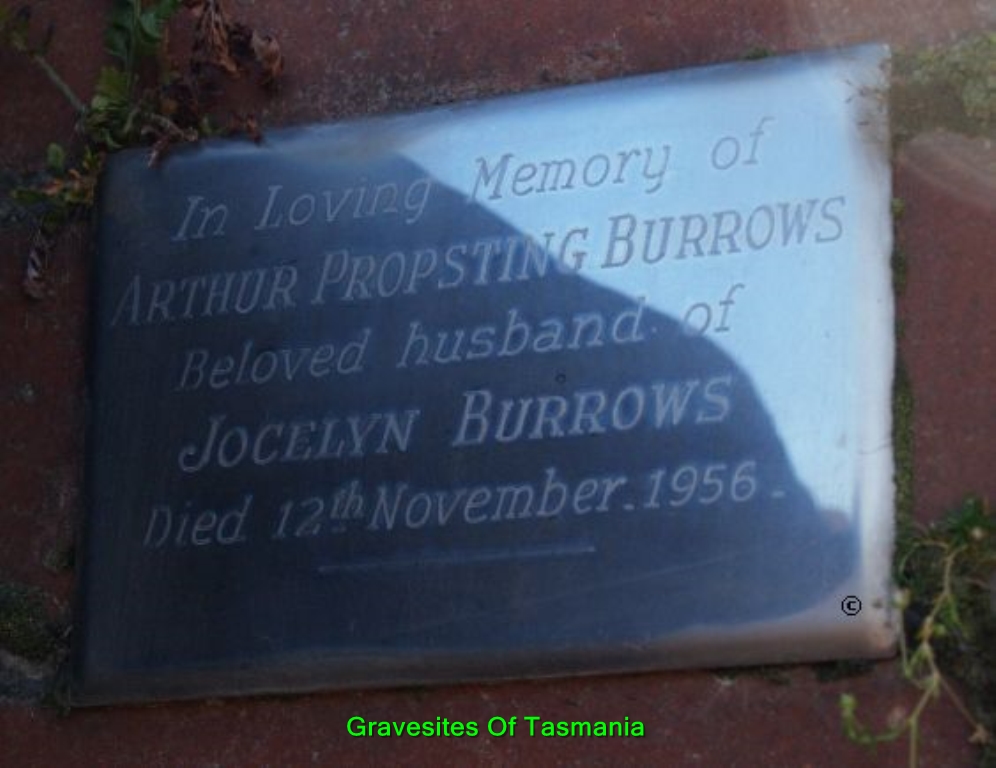 In Loving Memory of
ARTHUR PROPSTING BURROWS
Beloved husband of
JOCELYN BURROWS
Died 12th November. 1956.
©
Gravesites Of Tasmania